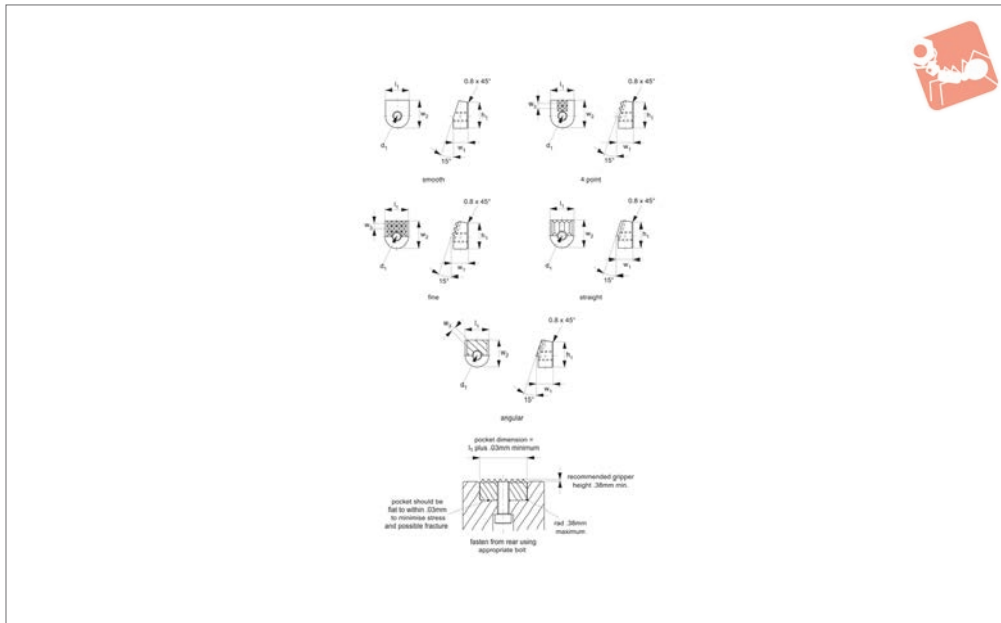 l₁
0.8 x 45°
w₂
h₁
d₁
w₁
15°
smooth
l₁
0.8 x 45°
w₃
w₂
h₁
d₁
w₁
15°
4 point
l₁
0.8 x 45°
w₃
w₂
h₁
d₁
w₁
15°
fine
l₁
0.8 x 45°
w₂
h₁
d₁
w₁
15°
straight
w₃
l₁
0.8 x 45°
w₂
h₁
d₁
w₁
15°
angular
pocket dimension =
l₁ plus .03mm minimum
recommended gripper
height .38mm min.
pocket should be
flat to within .03mm
to minimise stress
and possible fracture
rad .38mm
maximum
fasten from rear using
appropriate bolt